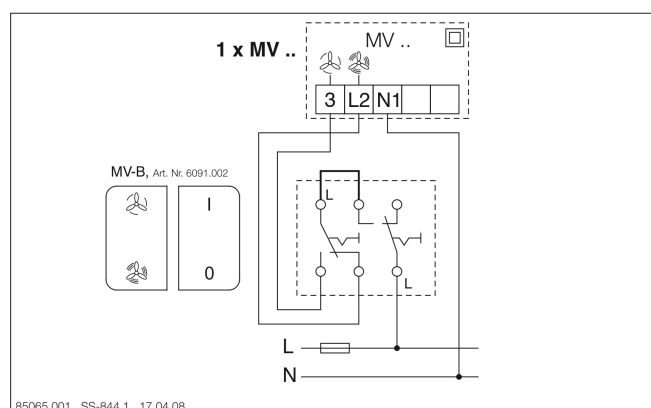 1 x MV ..
MV ..
3 L2 N1
MV-B, Art. Nr. 6091.002
I
0
L
L
L
N
85065.001 SS-844.1 17.04.08